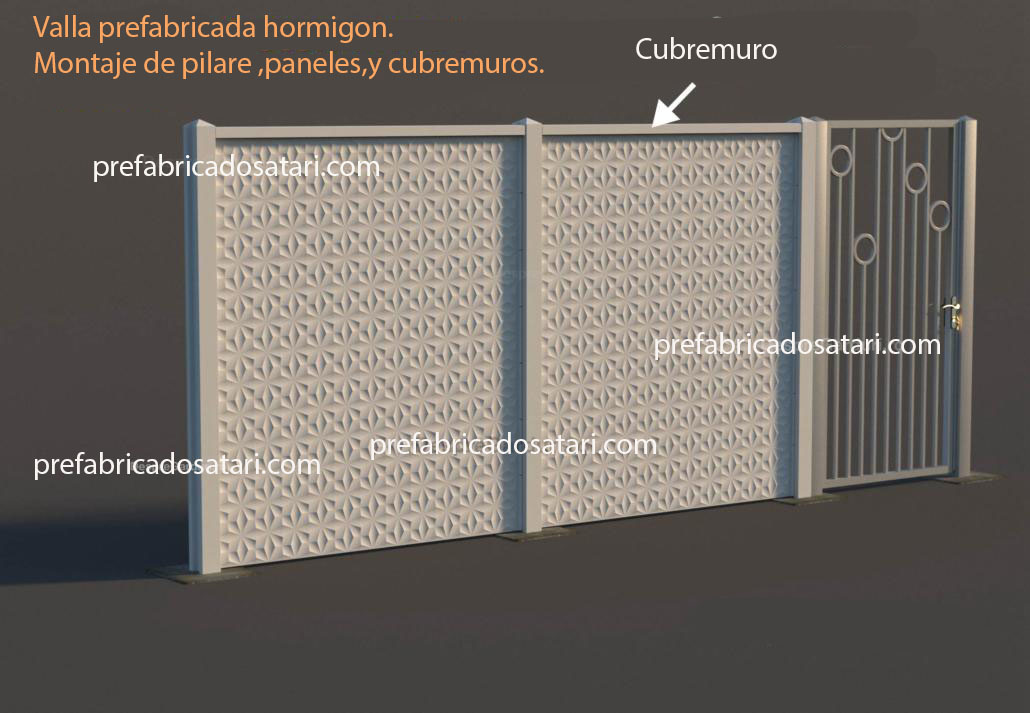 Valla prefabricada hormigon.
Montaje de pilare ,paneles,y cubremuros.
Cubremuro
prefabricadosatari.com
prefabricadosatari.com
prefabricadosatari.com
prefabricadosatari.com